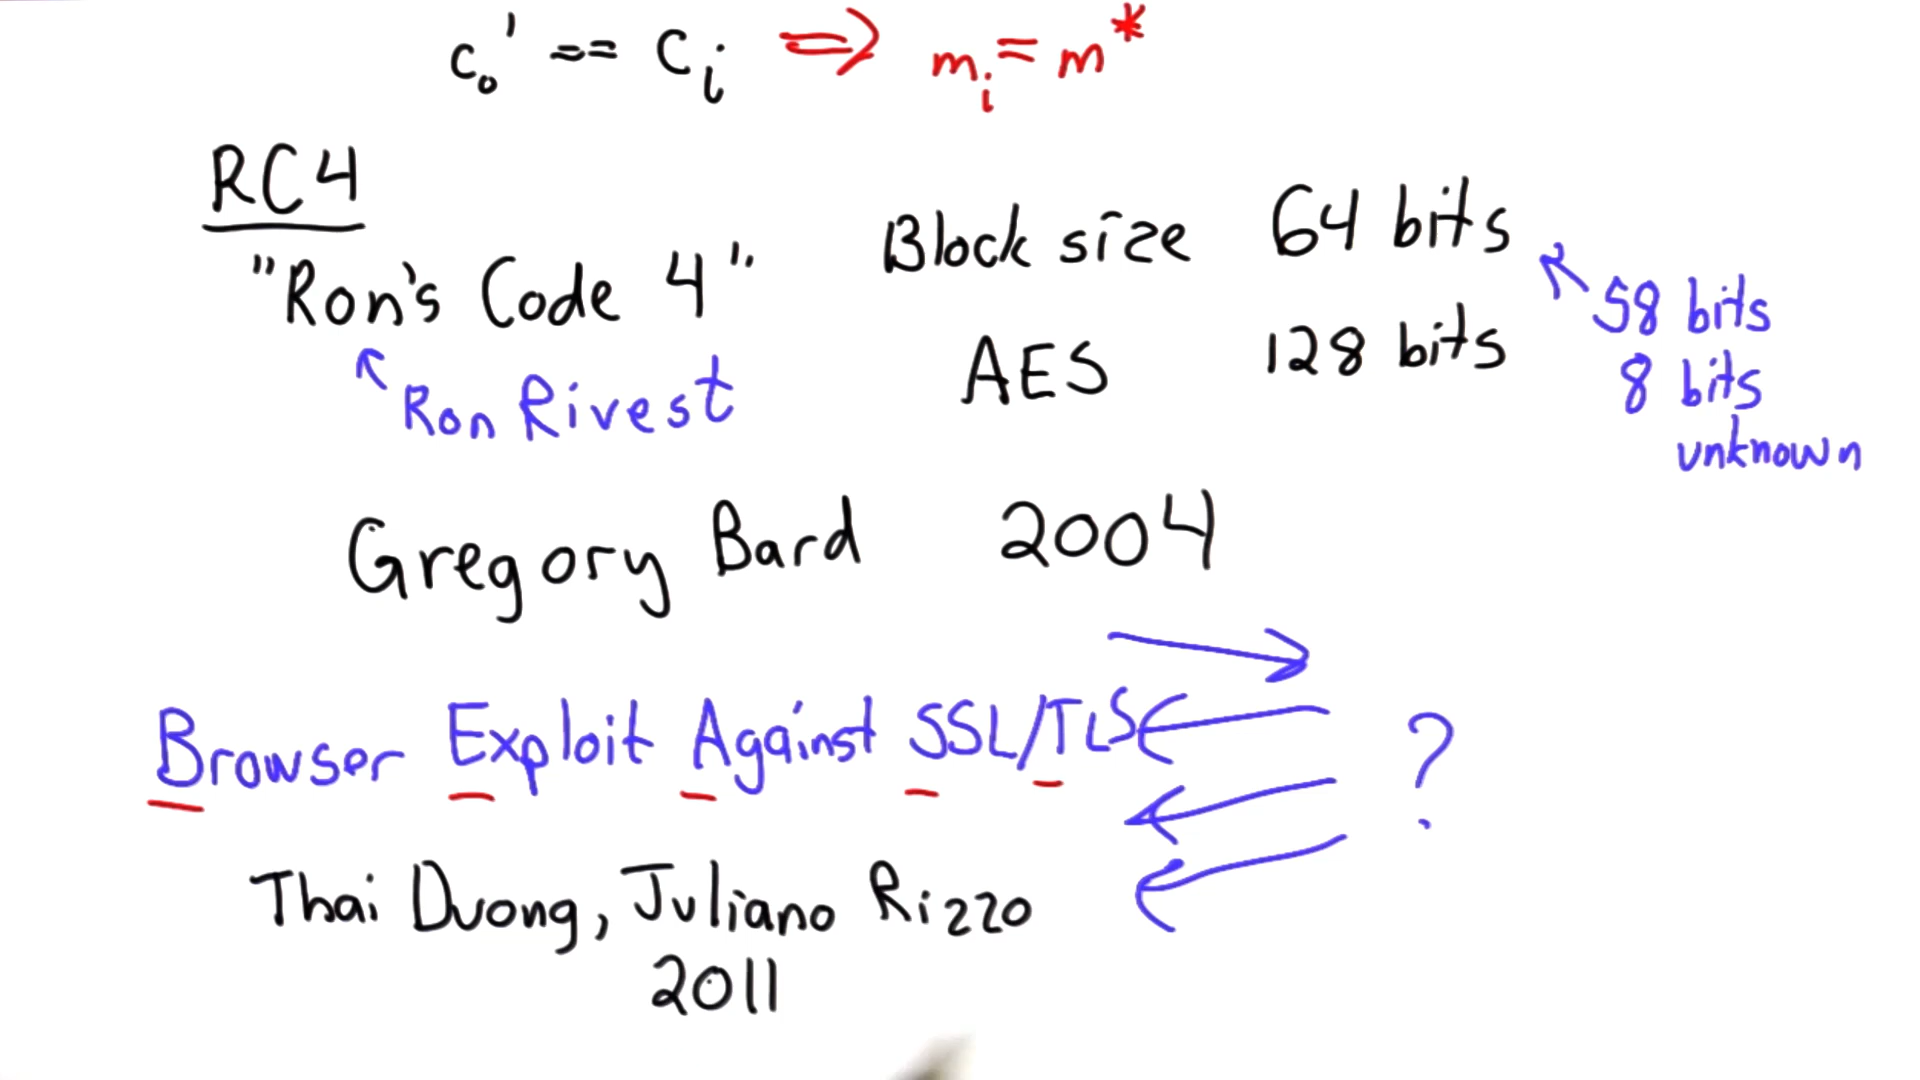 c₀' == Cᵢ ⇒ mᵢ = m*
RC4
"Ron's Code 4"
Ron Rivest
Block size 64 bits
AES 128 bits
58 bits
8 bits
unknown
Gregory Bard 2004
Browser Exploit Against SSL/TLS
?
Thai Duong, Juliano Rizzo
2011